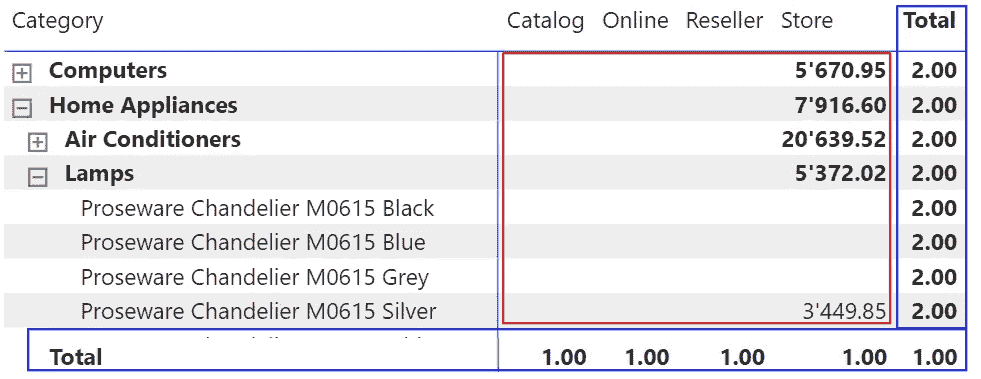 Category Catalog Online Reseller Store Total
Computers 5'670.95 2.00
Home Appliances 7'916.60 2.00
Air Conditioners 20'639.52 2.00
Lamps 5'372.02 2.00
Proseware Chandelier M0615 Black 2.00
Proseware Chandelier M0615 Blue 2.00
Proseware Chandelier M0615 Grey 2.00
Proseware Chandelier M0615 Silver 3'449.85 2.00
Total 1.00 1.00 1.00 1.00 1.00